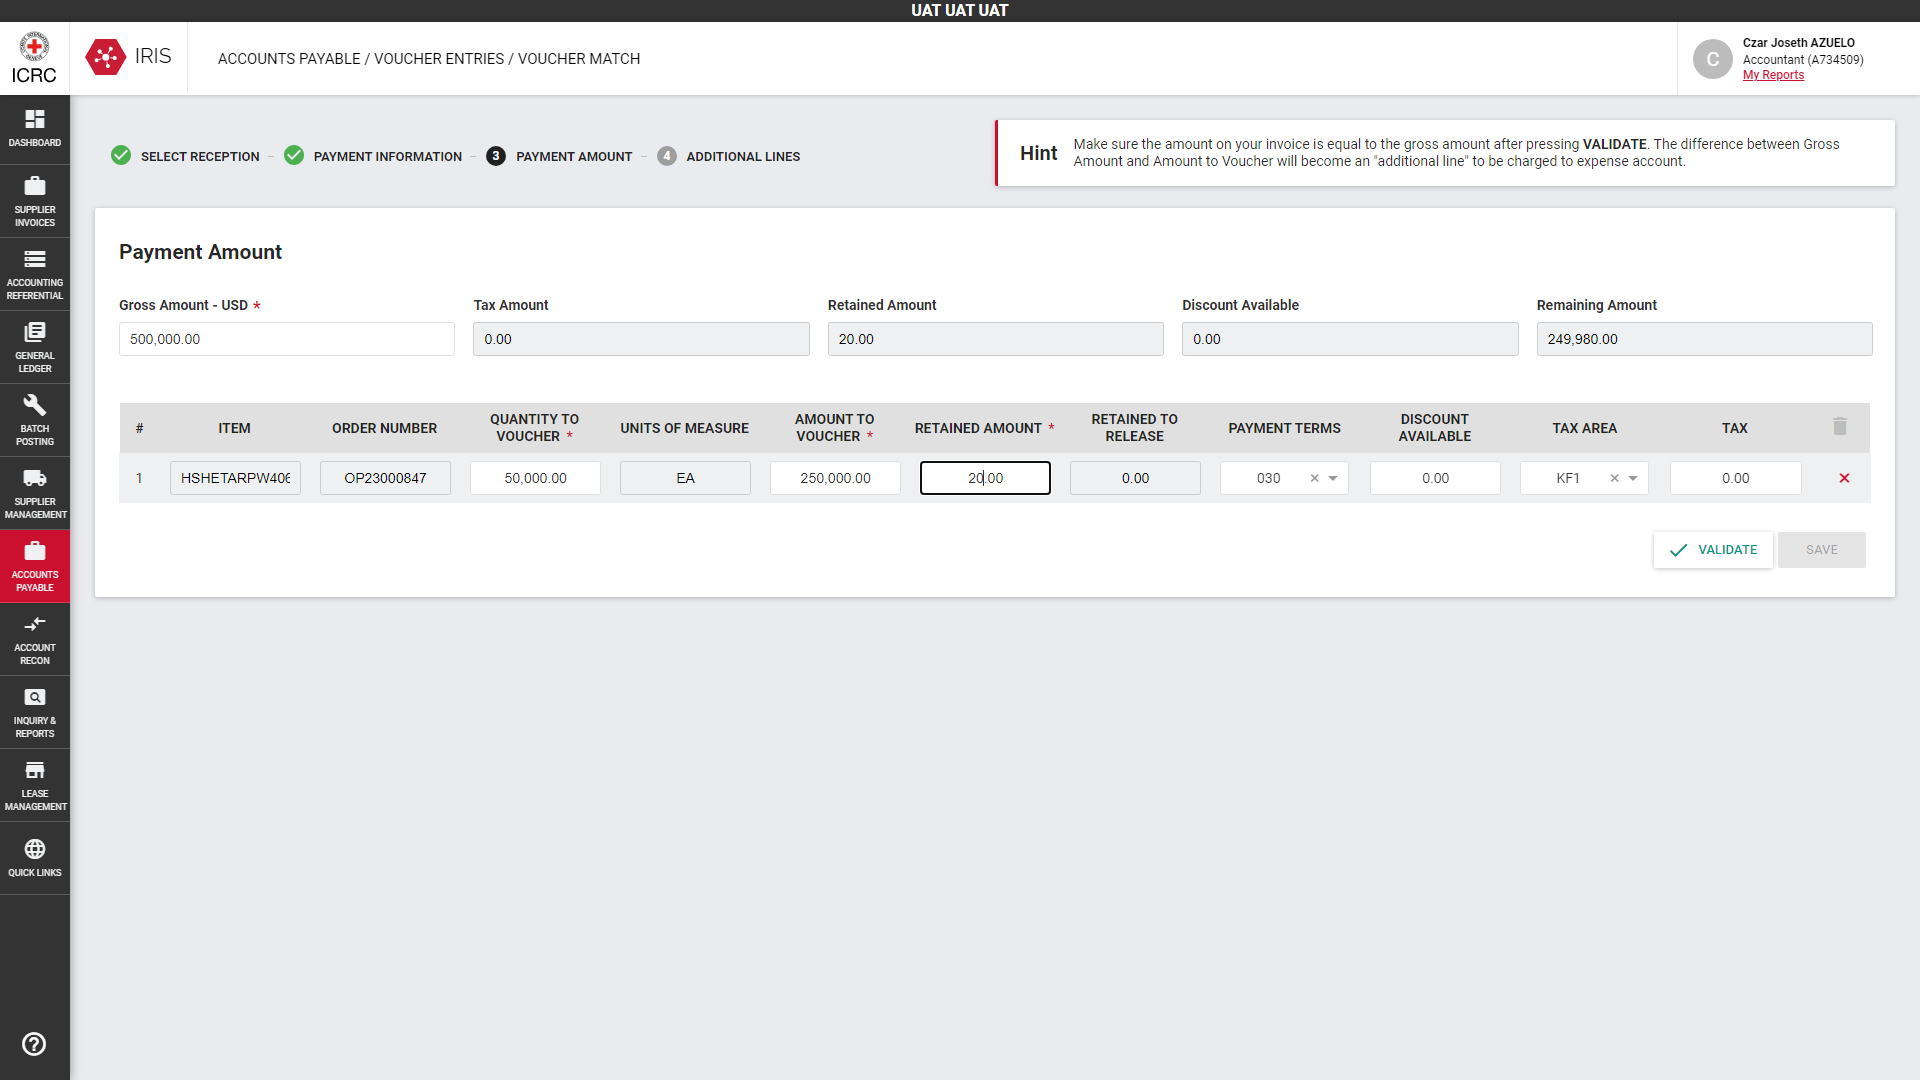 UAT UAT UAT
ICRC
IRIS
ACCOUNTS PAYABLE / VOUCHER ENTRIES / VOUCHER MATCH
C
Czar Joseth AZUELO
Accountant (A734509)
My Reports
DASHBOARD
SUPPLIER
INVOICES
ACCOUNTING
REFERENTIAL
GENERAL
LEDGER
BATCH
POSTING
SUPPLIER
MANAGEMENT
ACCOUNTS
PAYABLE
ACCOUNT
RECON
INQUIRY &
REPORTS
LEASE
MANAGEMENT
QUICK LINKS
SELECT RECEPTION
PAYMENT INFORMATION
3 PAYMENT AMOUNT
4 ADDITIONAL LINES
Hint
Make sure the amount on your invoice is equal to the gross amount after pressing VALIDATE. The difference between Gross
Amount and Amount to Voucher will become an "additional line" to be charged to expense account.
Payment Amount
Gross Amount - USD *
Tax Amount
Retained Amount
Discount Available
Remaining Amount
500,000.00
0.00
20.00
0.00
249,980.00
# ITEM ORDER NUMBER QUANTITY TO VOUCHER * UNITS OF MEASURE AMOUNT TO VOUCHER * RETAINED AMOUNT * RETAINED TO RELEASE PAYMENT TERMS DISCOUNT AVAILABLE TAX AREA TAX
1 HSHETARPW406 OP23000847 50,000.00 EA 250,000.00 20.00 0.00 030 0.00 KF1 0.00
VALIDATE
SAVE